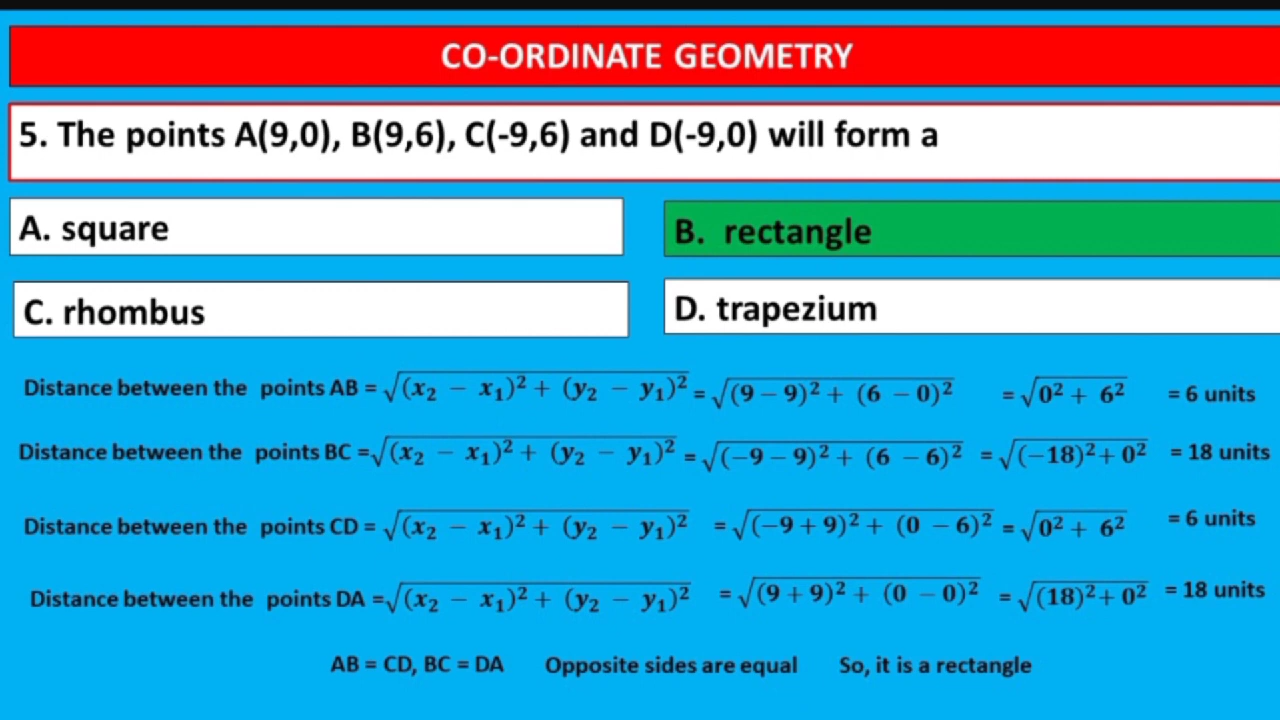 CO-ORDINATE GEOMETRY
5. The points A(9,0), B(9,6), C(-9,6) and D(-9,0) will form a
A. square
B. rectangle
C. rhombus
D. trapezium
Distance between the points AB = √(x₂ − x₁)² + (y₂ − y₁)² = √(9 − 9)² + (6 − 0)² = √0² + 6² = 6 units
Distance between the points BC = √(x₂ − x₁)² + (y₂ − y₁)² = √(−9 − 9)² + (6 − 6)² = √(−18)² + 0² = 18 units
Distance between the points CD = √(x₂ − x₁)² + (y₂ − y₁)² = √(−9 + 9)² + (0 − 6)² = √0² + 6² = 6 units
Distance between the points DA = √(x₂ − x₁)² + (y₂ − y₁)² = √(9 + 9)² + (0 − 0)² = √(18)² + 0² = 18 units
AB = CD, BC = DA Opposite sides are equal So, it is a rectangle